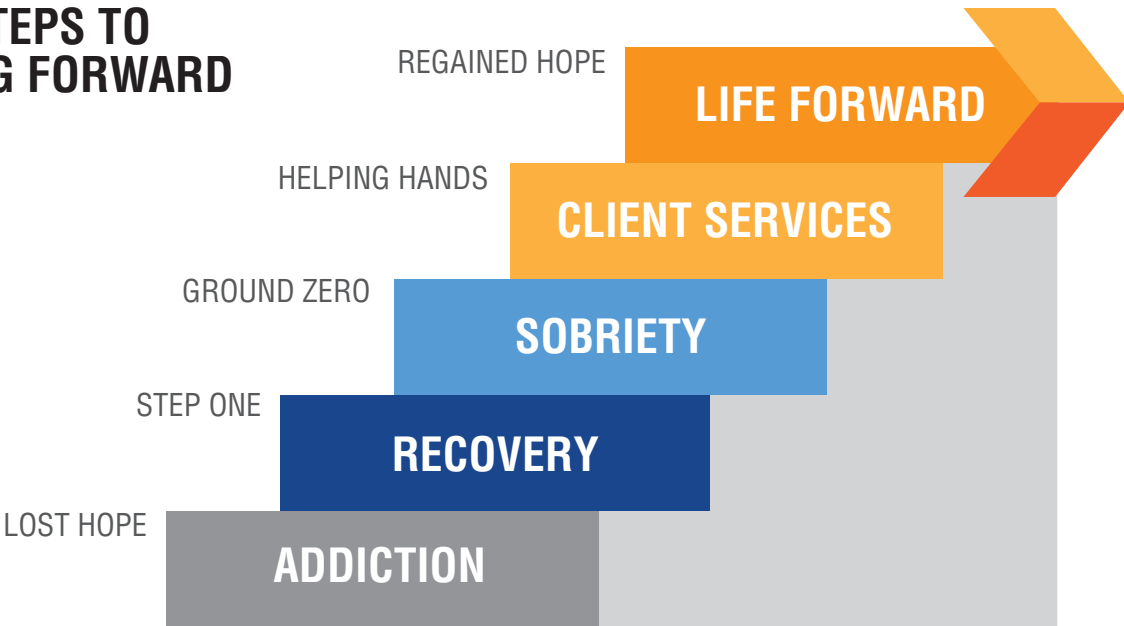 TEPS TO
G FORWARD
REGAINED HOPE
LIFE FORWARD
HELPING HANDS
CLIENT SERVICES
GROUND ZERO
SOBRIETY
STEP ONE
RECOVERY
LOST HOPE
ADDICTION